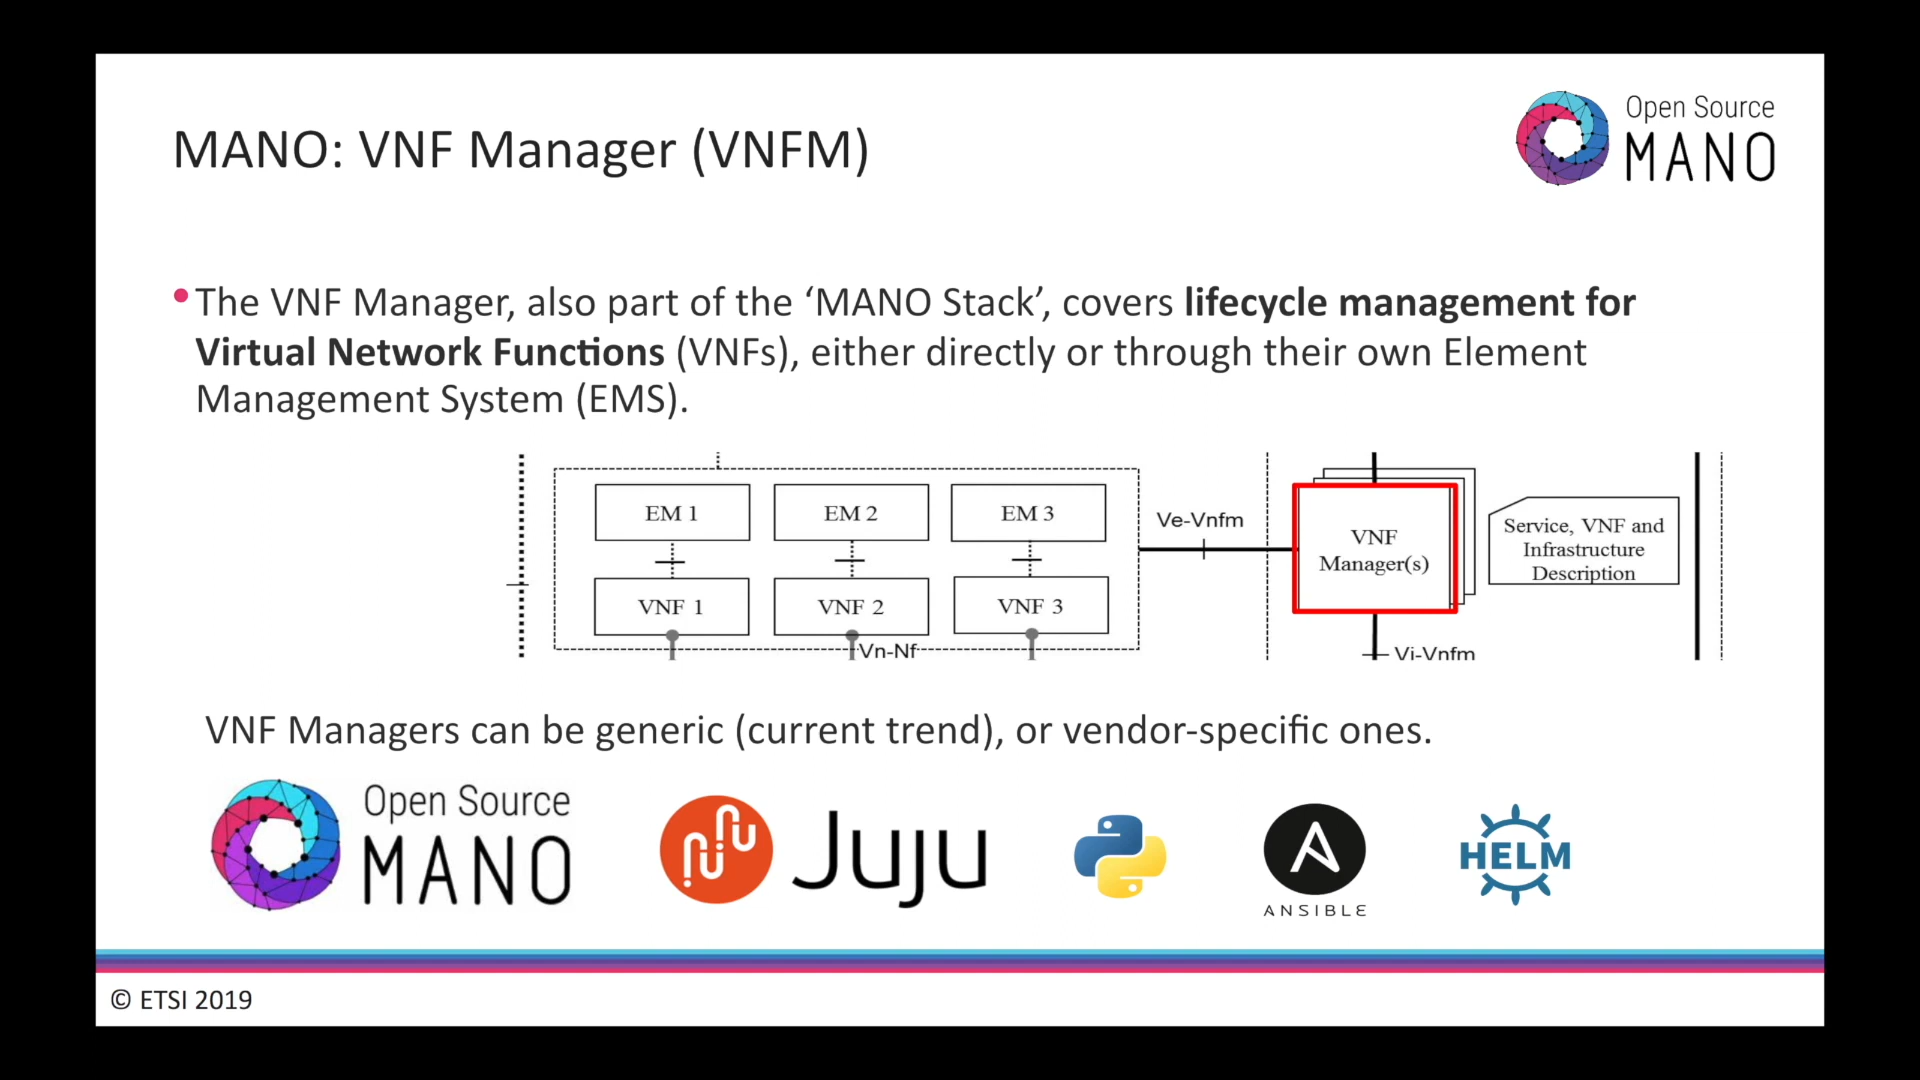 MANO: VNF Manager (VNFM)
Open Source
MANO
•The VNF Manager, also part of the ‘MANO Stack’, covers lifecycle management for
Virtual Network Functions (VNFs), either directly or through their own Element
Management System (EMS).
EM 1
EM 2
EM 3
VNF 1
VNF 2
VNF 3
Vn-Nf
Ve-Vnfm
VNF
Manager(s)
Vi-Vnfm
Service, VNF and
Infrastructure
Description
VNF Managers can be generic (current trend), or vendor-specific ones.
Open Source
MANO
Juju
ANSIBLE
HELM
© ETSI 2019